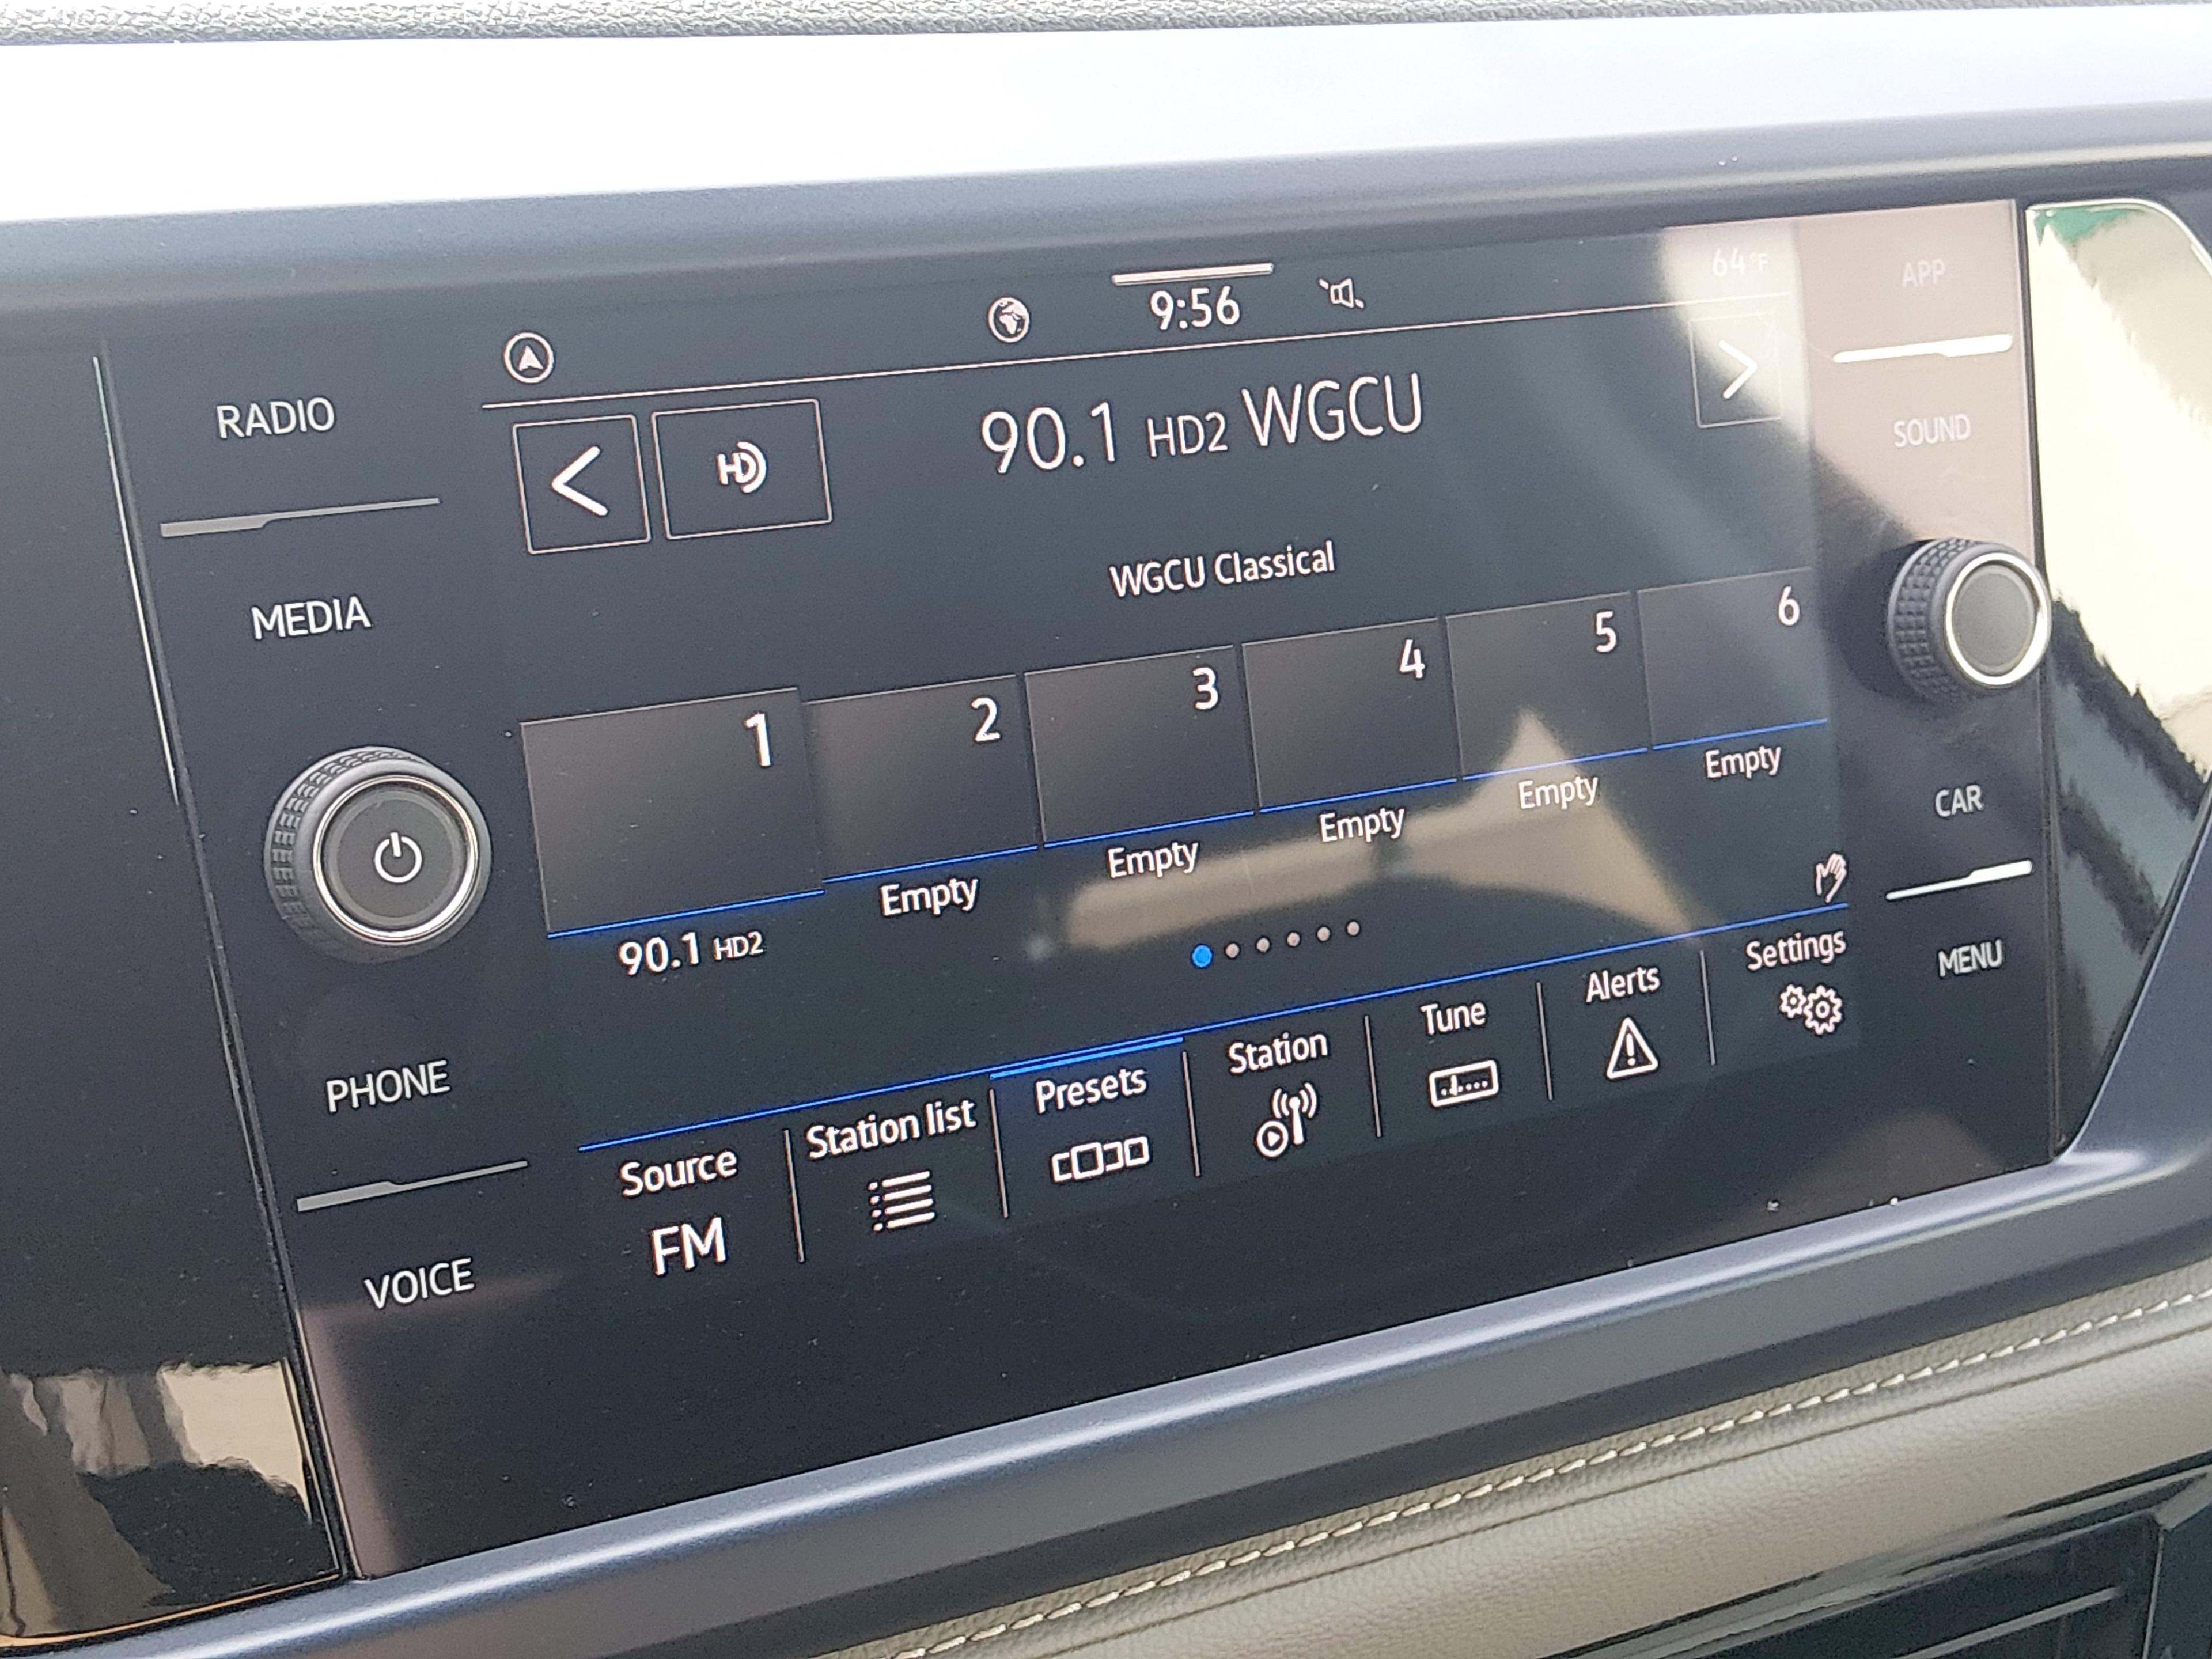 9:56
64°F
APP
RADIO
HD
90.1 HD2 WGCU
SOUND
WGCU Classical
MEDIA
1 2 3 4 5 6
90.1 HD2 Empty Empty Empty Empty Empty
CAR
MENU
PHONE
Source Station list Presets Station Tune Alerts Settings
FM
VOICE